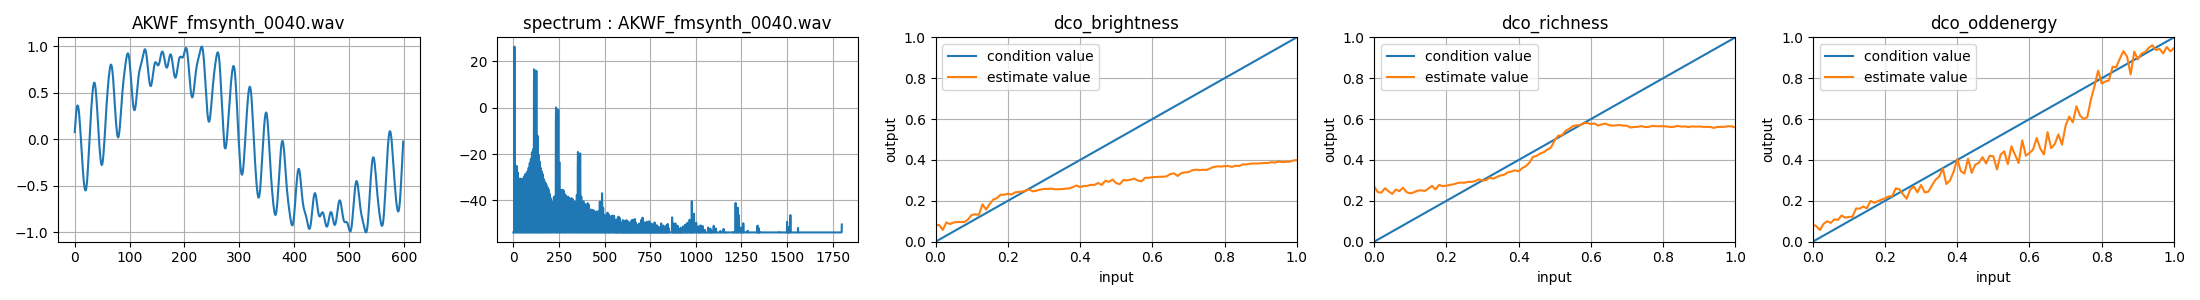 AKWF_fmsynth_0040.wav
1.0
0.5
0.0
−0.5
−1.0
0 100 200 300 400 500 600
spectrum : AKWF_fmsynth_0040.wav
20
0
−20
−40
0 250 500 750 1000 1250 1500 1750
dco_brightness
condition value
estimate value
output
1.0
0.8
0.6
0.4
0.2
0.0
0.0 0.2 0.4 0.6 0.8 1.0
input
dco_richness
condition value
estimate value
output
1.0
0.8
0.6
0.4
0.2
0.0
0.0 0.2 0.4 0.6 0.8 1.0
input
dco_oddenergy
condition value
estimate value
output
1.0
0.8
0.6
0.4
0.2
0.0
0.0 0.2 0.4 0.6 0.8 1.0
input